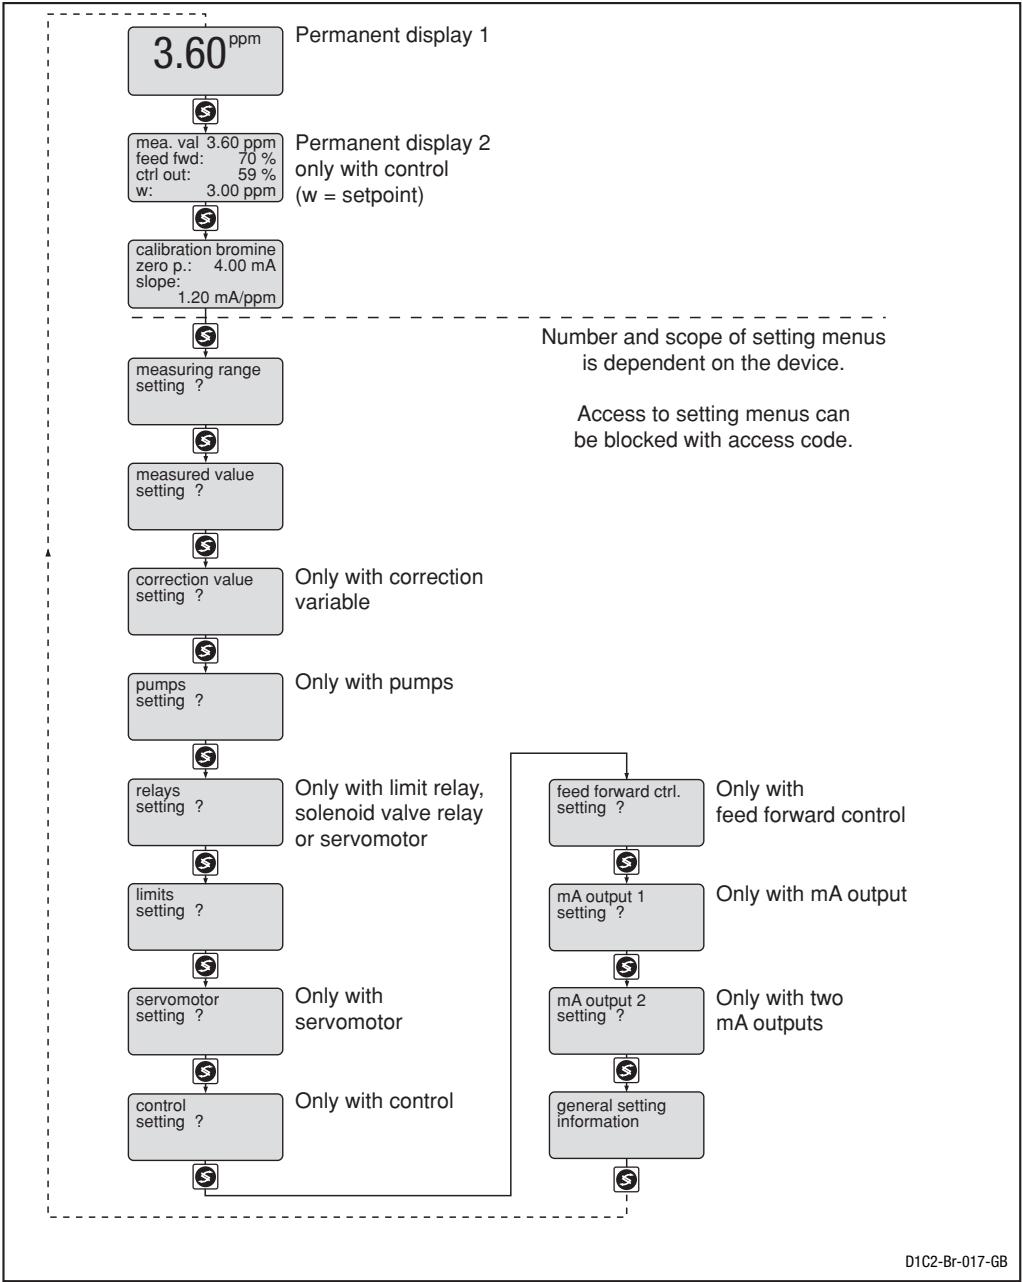 3.60 ppm
Permanent display 1
mea. val 3.60 ppm
feed fwd: 70 %
ctrl out: 59 %
w: 3.00 ppm
Permanent display 2
only with control
(w = setpoint)
calibration bromine
zero p.: 4.00 mA
slope:
1.20 mA/ppm
Number and scope of setting menus
is dependent on the device.
Access to setting menus can
be blocked with access code.
measuring range
setting ?
measured value
setting ?
correction value
setting ?
Only with correction
variable
pumps
setting ?
Only with pumps
relays
setting ?
Only with limit relay,
solenoid valve relay
or servomotor
limits
setting ?
servomotor
setting ?
Only with
servomotor
control
setting ?
Only with control
feed forward ctrl.
setting ?
Only with
feed forward control
mA output 1
setting ?
Only with mA output
mA output 2
setting ?
Only with two
mA outputs
general setting
information
D1C2-Br-017-GB